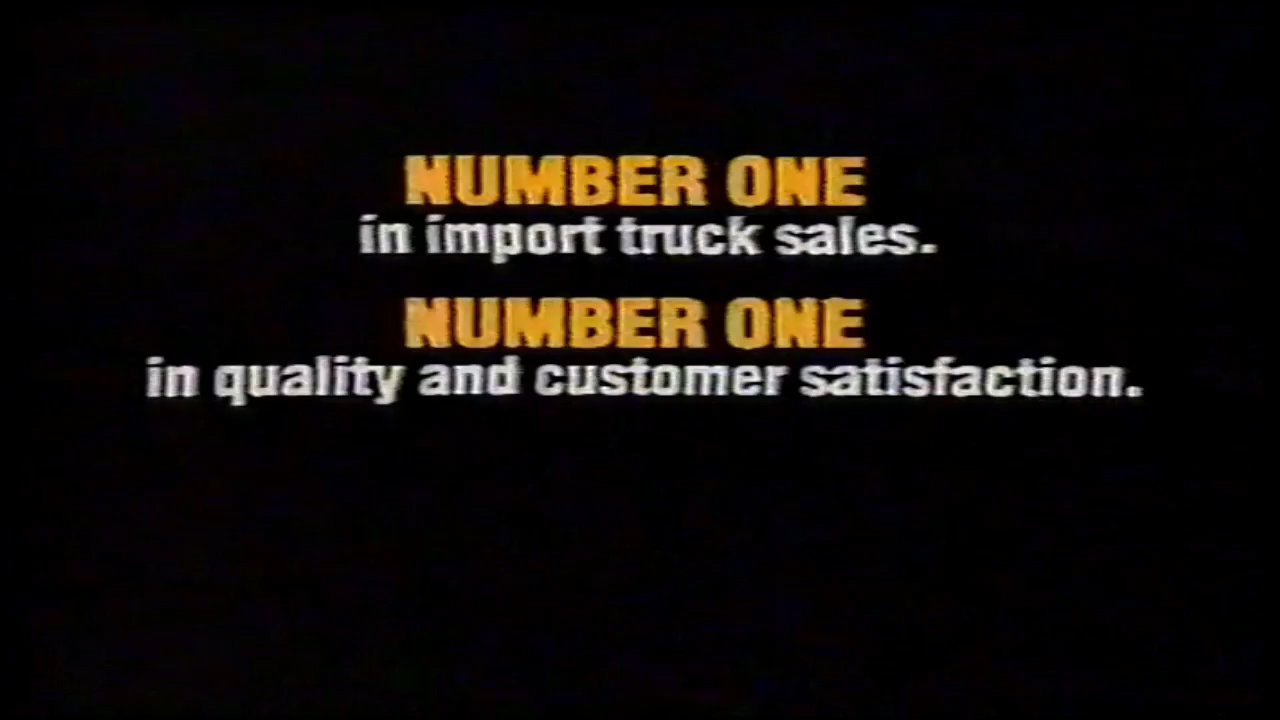 NUMBER ONE
in import truck sales.
NUMBER ONE
in quality and customer satisfaction.